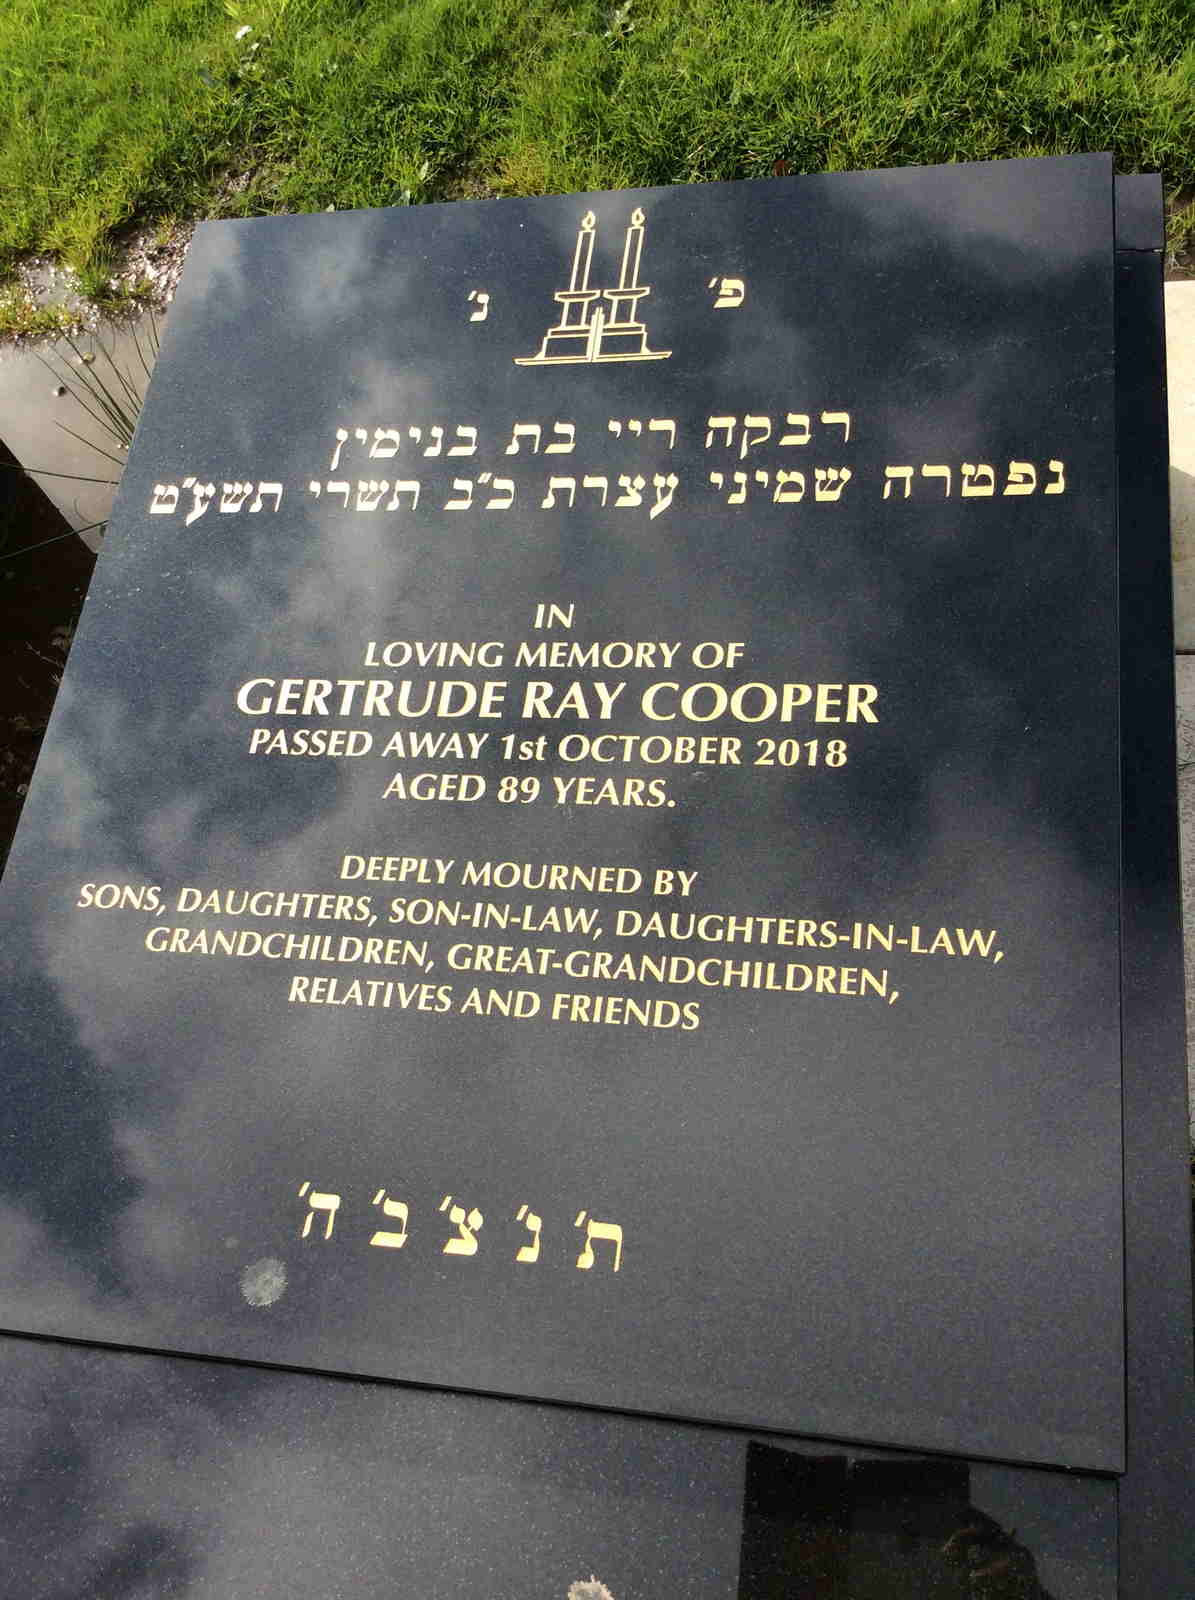 פ' נ'
רבקה ריי בת בנימין
נפטרה שמיני עצרת כ"ב תשרי תשע"ט
IN
LOVING MEMORY OF
GERTRUDE RAY COOPER
PASSED AWAY 1st OCTOBER 2018
AGED 89 YEARS.
DEEPLY MOURNED BY
SONS, DAUGHTERS, SON-IN-LAW, DAUGHTERS-IN-LAW,
GRANDCHILDREN, GREAT-GRANDCHILDREN,
RELATIVES AND FRIENDS
ת' נ' צ' ב' ה'